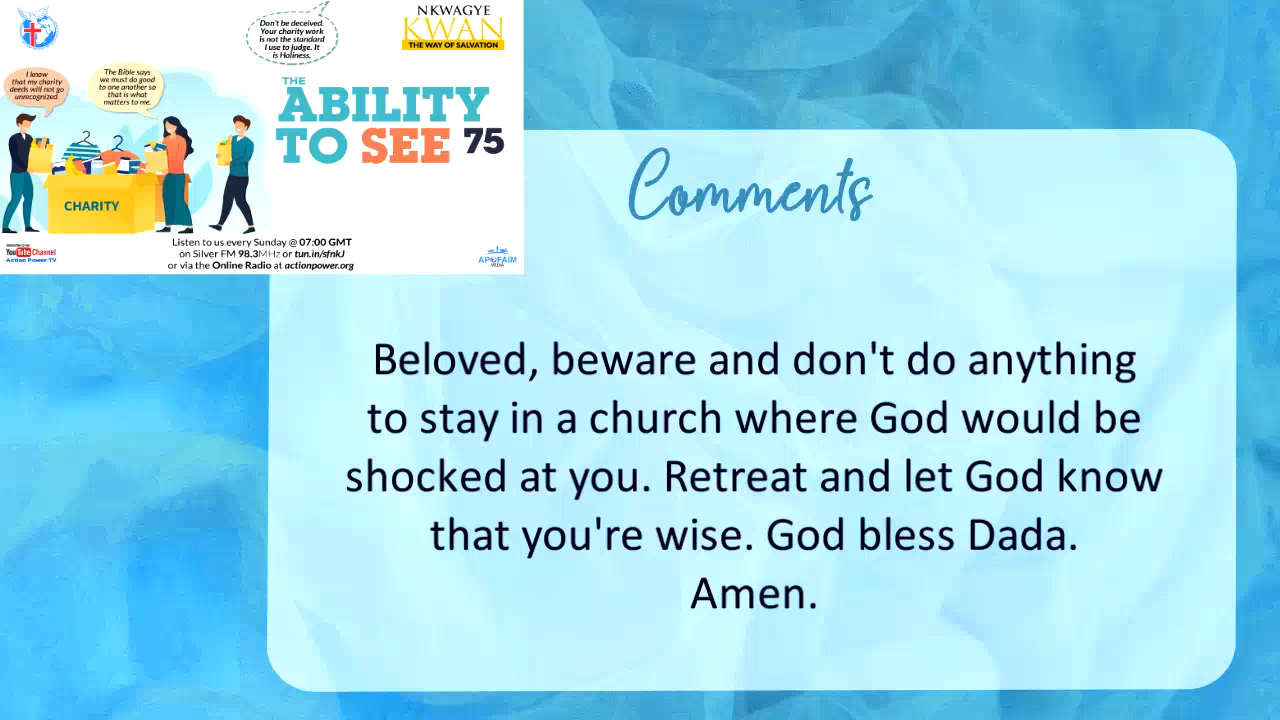 Don't be deceived.
Your charity work
is not the standard
I use to judge. It
is Holiness.
NKWAGYE
KWAN
THE WAY OF SALVATION
I know
that my charity
deeds will not go
unrecognized.
The Bible says
we must do good
to one another so
that is what
matters to me.
THE
ABILITY
TO SEE 75
CHARITY
Listen to us every Sunday @ 07:00 GMT
on Silver FM 98.3MHz or tun.in/sfnkJ
or via the Online Radio at actionpower.org
YouTube Channel
Action Power TV
APOFAIM
MEDIA
Comments
Beloved, beware and don't do anything
to stay in a church where God would be
shocked at you. Retreat and let God know
that you're wise. God bless Dada.
Amen.